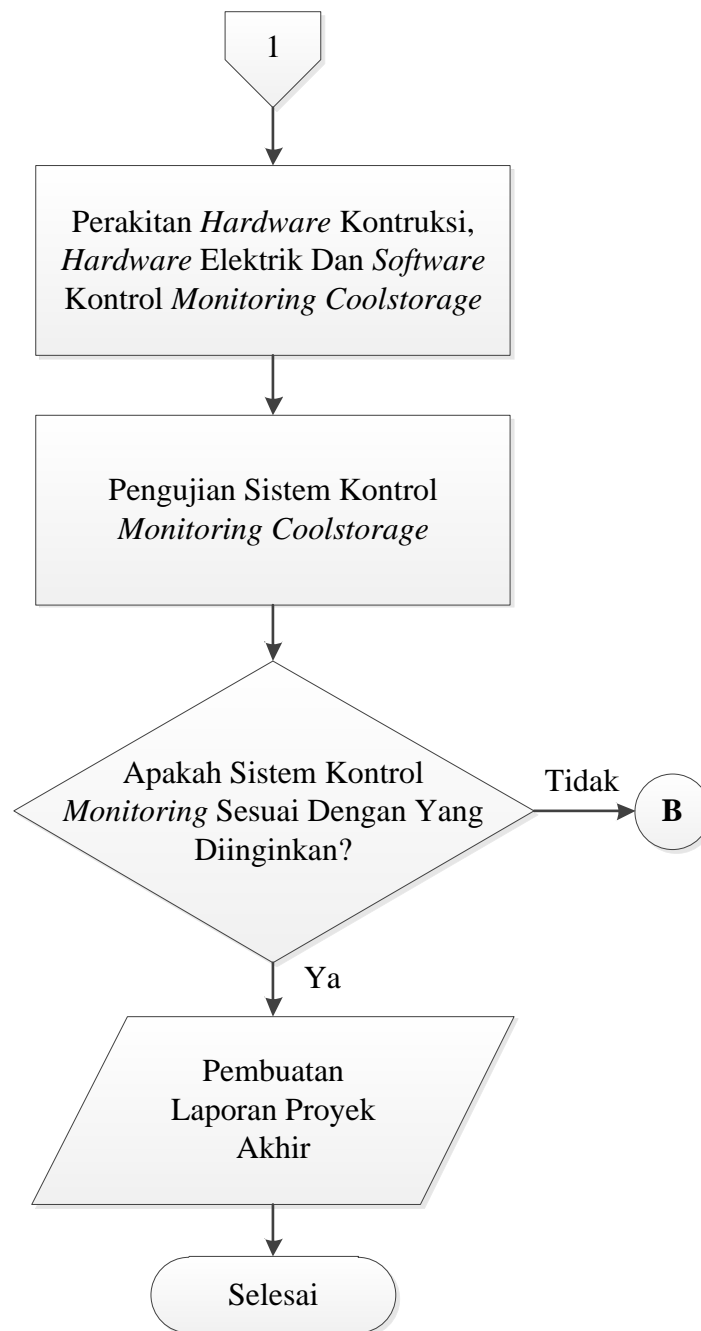 1
Perakitan Hardware Kontruksi,
Hardware Elektrik Dan Software
Kontrol Monitoring Coolstorage
Pengujian Sistem Kontrol
Monitoring Coolstorage
Apakah Sistem Kontrol
Monitoring Sesuai Dengan Yang
Diinginkan?
Tidak
B
Ya
Pembuatan
Laporan Proyek
Akhir
Selesai